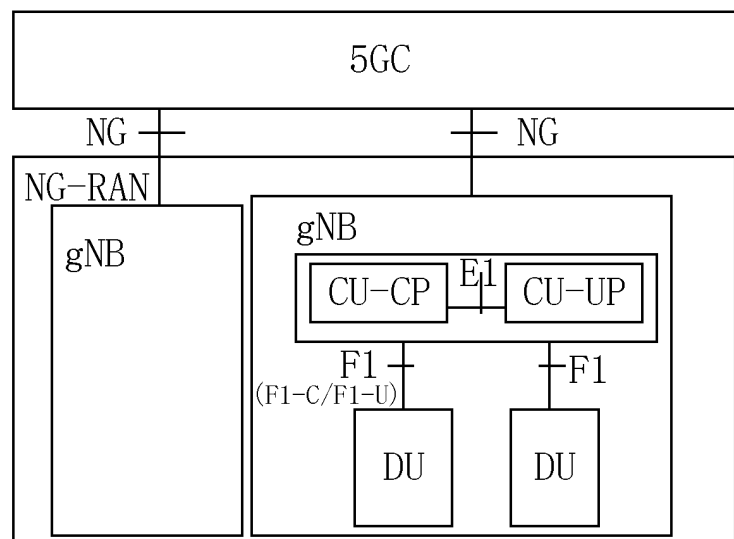 5GC
NG
NG
NG-RAN
gNB
gNB
CU-CP
E1
CU-UP
F1
(F1-C/F1-U)
F1
DU
DU